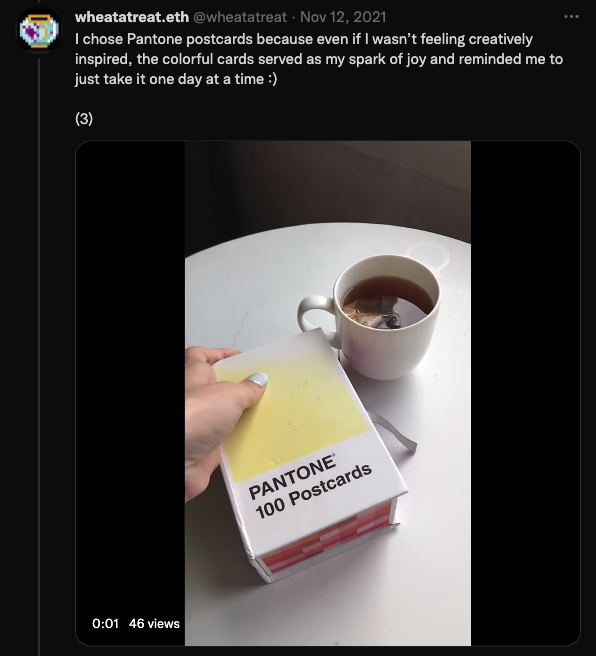 wheatatreat.eth @wheatatreat · Nov 12, 2021 ···
I chose Pantone postcards because even if I wasn’t feeling creatively
inspired, the colorful cards served as my spark of joy and reminded me to
just take it one day at a time :)
(3)
PANTONE®
100 Postcards
0:01 46 views